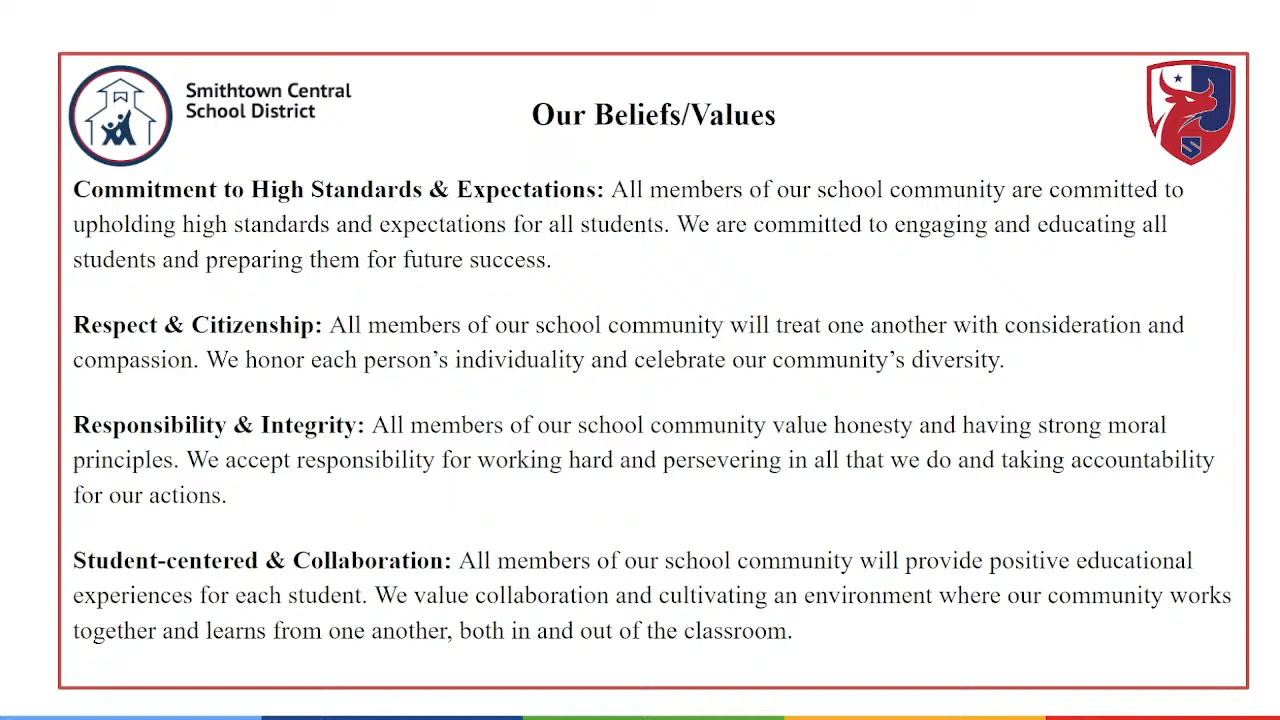 Smithtown Central
School District
Our Beliefs/Values
Commitment to High Standards & Expectations: All members of our school community are committed to
upholding high standards and expectations for all students. We are committed to engaging and educating all
students and preparing them for future success.
Respect & Citizenship: All members of our school community will treat one another with consideration and
compassion. We honor each person’s individuality and celebrate our community’s diversity.
Responsibility & Integrity: All members of our school community value honesty and having strong moral
principles. We accept responsibility for working hard and persevering in all that we do and taking accountability
for our actions.
Student-centered & Collaboration: All members of our school community will provide positive educational
experiences for each student. We value collaboration and cultivating an environment where our community works
together and learns from one another, both in and out of the classroom.